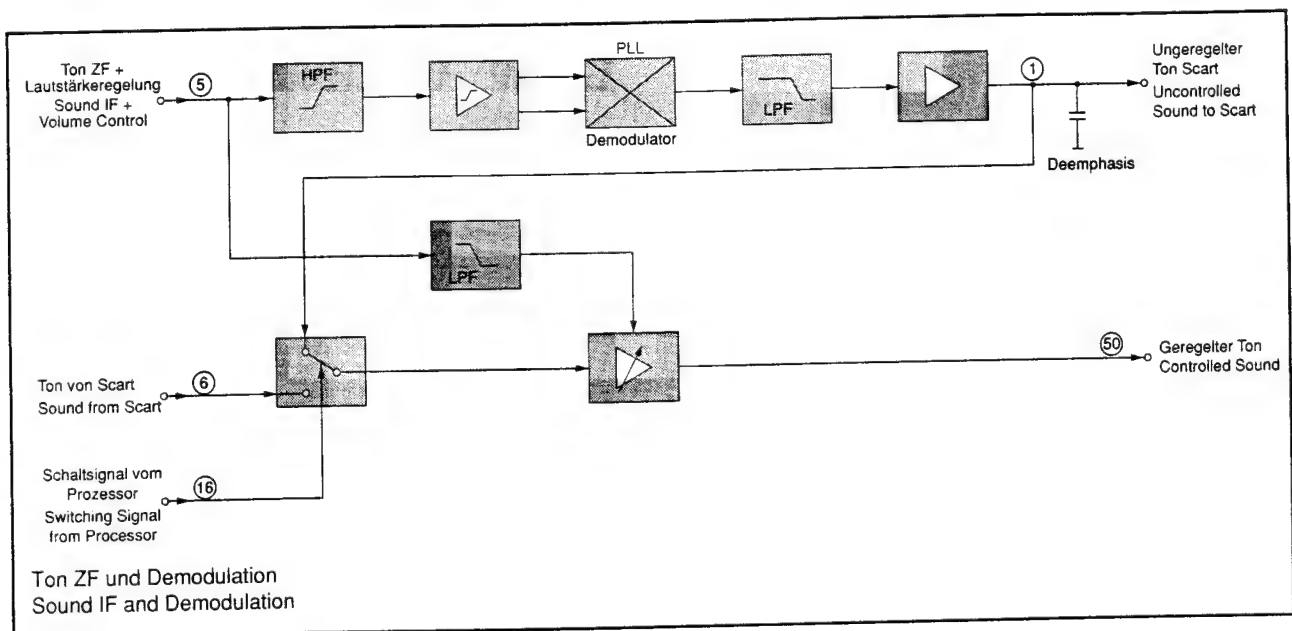 Ton ZF +
Lautstärkeregelung
Sound IF +
Volume Control
5
HPF
PLL
Demodulator
LPF
1
Ungeregelter
Ton Scart
Uncontrolled
Sound to Scart
Deemphasis
LPF
Ton von Scart
Sound from Scart
6
50
Geregelter Ton
Controlled Sound
Schaltsignal vom
Prozessor
Switching Signal
from Processor
16
Ton ZF und Demodulation
Sound IF and Demodulation